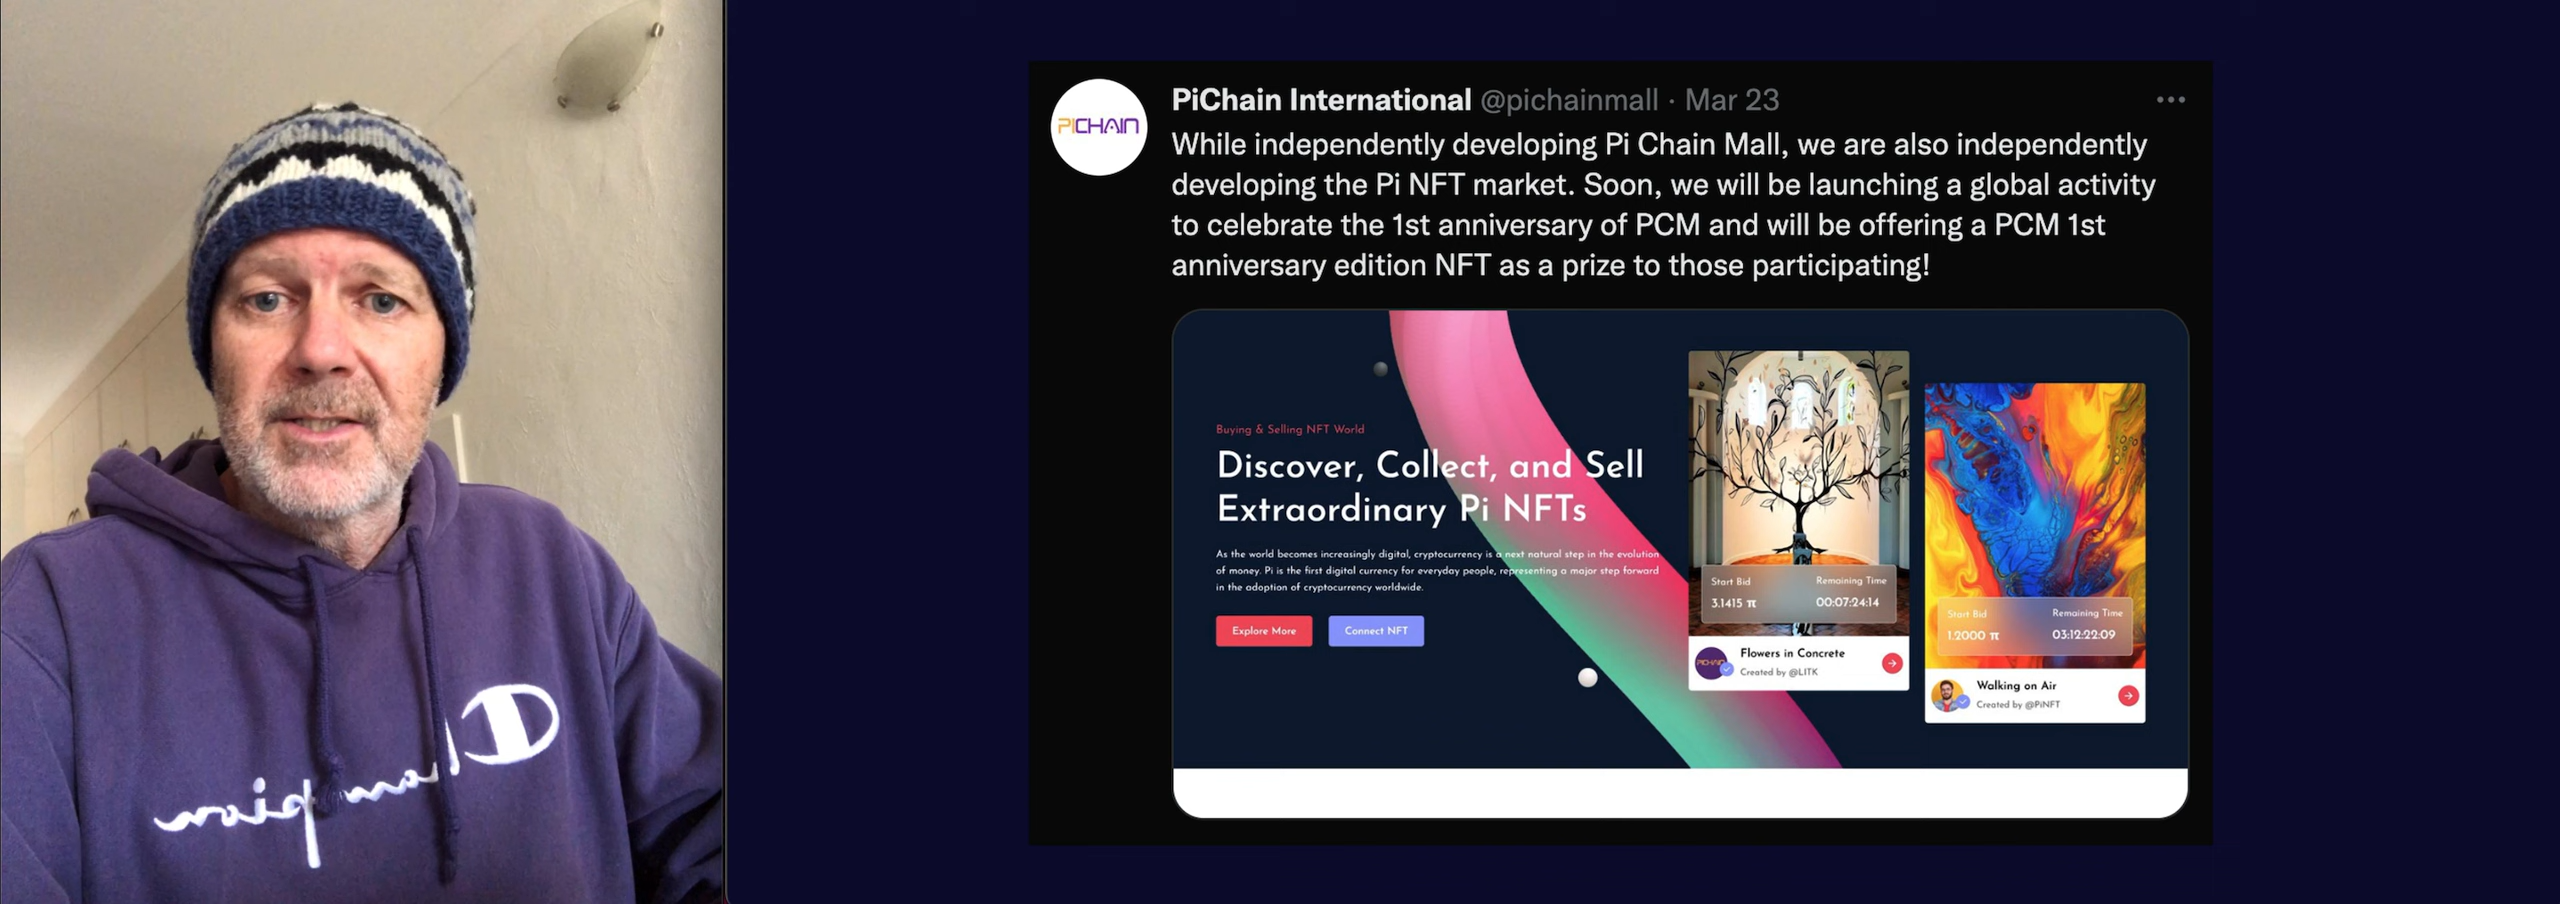 Champion
PICHAIN
PiChain International @pichainmall · Mar 23
While independently developing Pi Chain Mall, we are also independently
developing the Pi NFT market. Soon, we will be launching a global activity
to celebrate the 1st anniversary of PCM and will be offering a PCM 1st
anniversary edition NFT as a prize to those participating!
Buying & Selling NFT World
Discover, Collect, and Sell
Extraordinary Pi NFTs
As the world becomes increasingly digital, cryptocurrency is a next natural step in the evolution
of money. Pi is the first digital currency for everyday people, representing a major step forward
in the adoption of cryptocurrency worldwide.
Explore More
Connect NFT
Start Bid
Remaining Time
3.1415 π
00:07:24:14
PICHAIN
Flowers in Concrete
Created by @LITK
Start Bid
Remaining Time
1.2000 π
03:12:22:09
Walking on Air
Created by @PiNFT